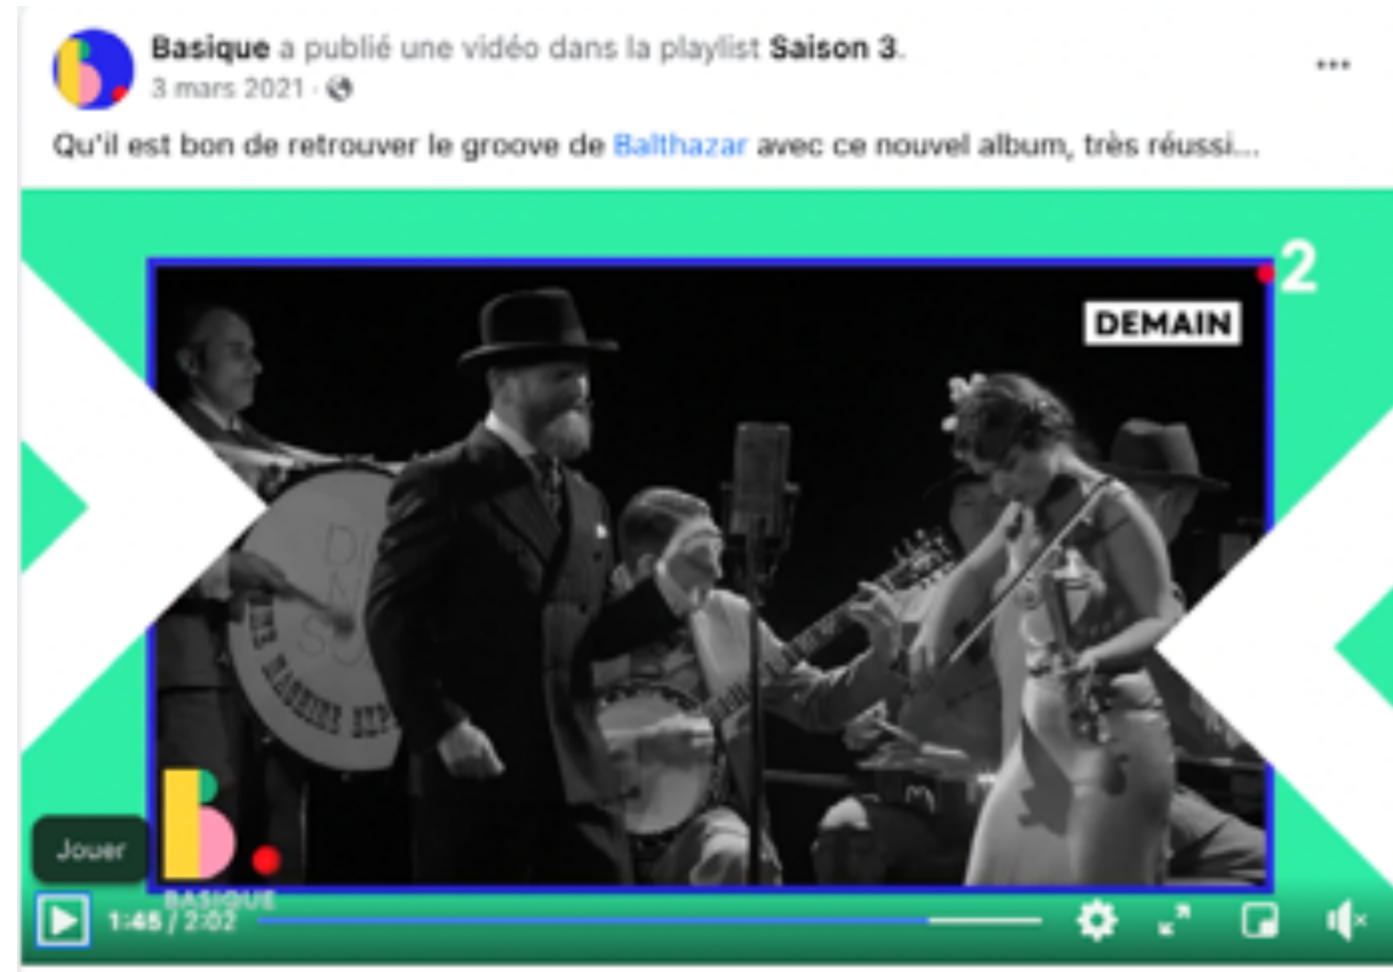 Basique a publié une vidéo dans la playlist Saison 3.
3 mars 2021 ·
Qu'il est bon de retrouver le groove de Balthazar avec ce nouvel album, très réussi...
2
DEMAIN
Jouer
BASIQUE
1:45 / 2:02